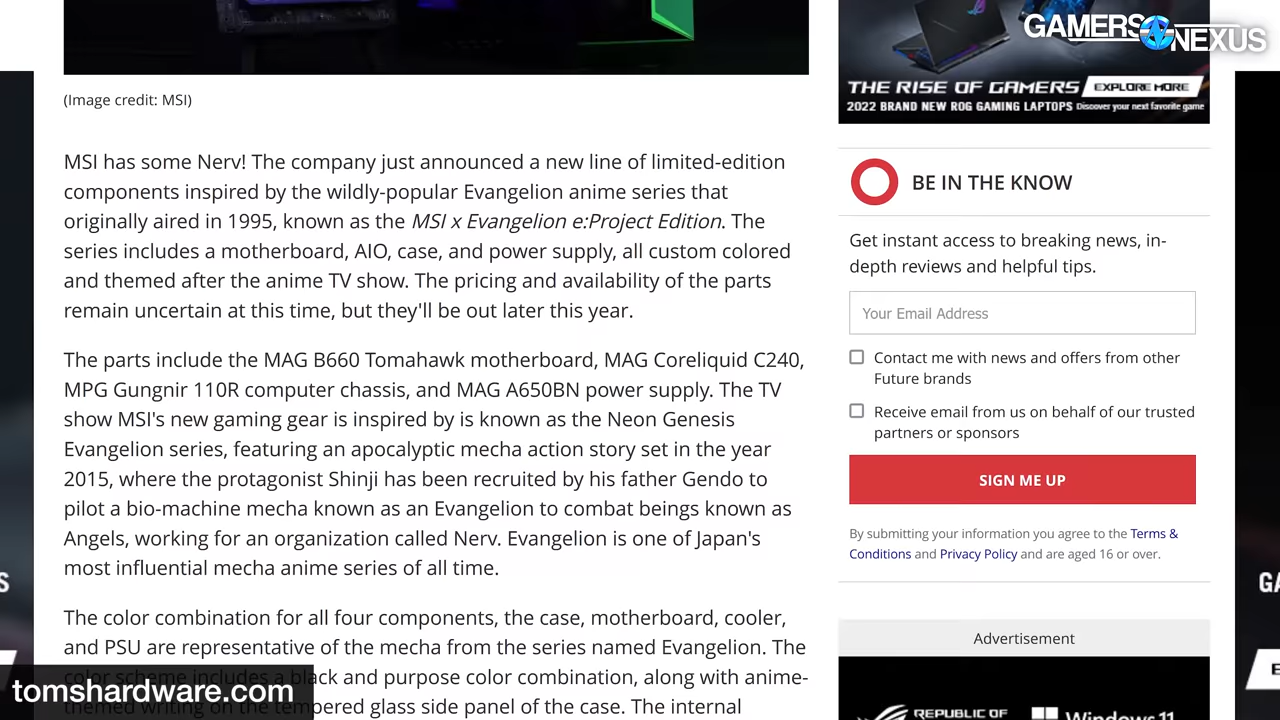 GAMERS NEXUS
(Image credit: MSI)
MSI has some Nerv! The company just announced a new line of limited-edition
components inspired by the wildly-popular Evangelion anime series that
originally aired in 1995, known as the MSI x Evangelion e:Project Edition. The
series includes a motherboard, AIO, case, and power supply, all custom colored
and themed after the anime TV show. The pricing and availability of the parts
remain uncertain at this time, but they'll be out later this year.
The parts include the MAG B660 Tomahawk motherboard, MAG Coreliquid C240,
MPG Gungnir 110R computer chassis, and MAG A650BN power supply. The TV
show MSI's new gaming gear is inspired by is known as the Neon Genesis
Evangelion series, featuring an apocalyptic mecha action story set in the year
2015, where the protagonist Shinji has been recruited by his father Gendo to
pilot a bio-machine mecha known as an Evangelion to combat beings known as
Angels, working for an organization called Nerv. Evangelion is one of Japan's
most influential mecha anime series of all time.
The color combination for all four components, the case, motherboard, cooler,
and PSU are representative of the mecha from the series named Evangelion. The
color scheme includes a black and purpose color combination, along with anime-
themed writing on the tempered glass side panel of the case. The internal
tomshardware.com
THE RISE OF GAMERS EXPLORE MORE
2022 BRAND NEW ROG GAMING LAPTOPS Discover your next favorite game
BE IN THE KNOW
Get instant access to breaking news, in-
depth reviews and helpful tips.
Your Email Address
Contact me with news and offers from other
Future brands
Receive email from us on behalf of our trusted
partners or sponsors
SIGN ME UP
By submitting your information you agree to the Terms &
Conditions and Privacy Policy and are aged 16 or over.
Advertisement
REPUBLIC OF
Windows 11